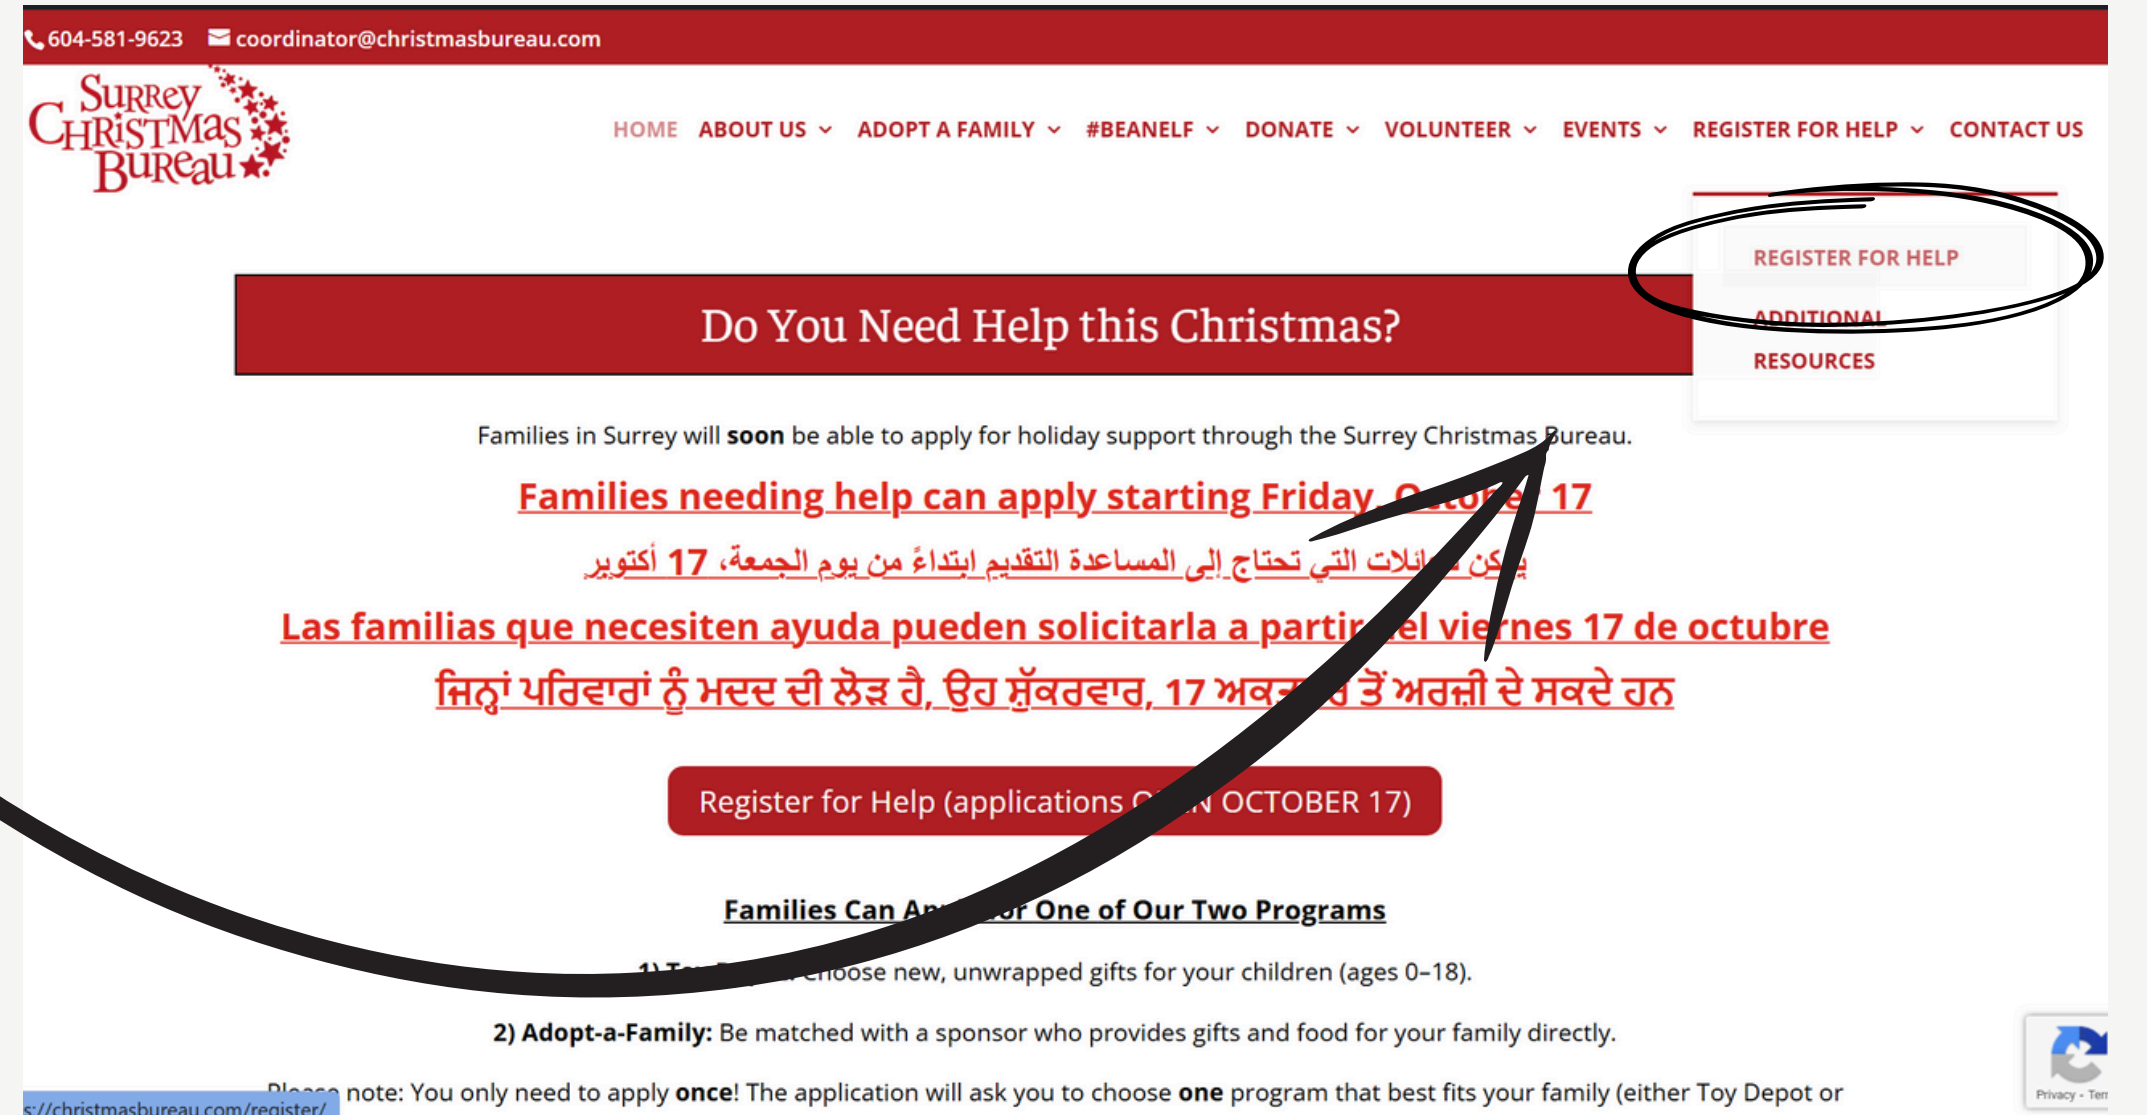 604-581-9623 coordinator@christmasbureau.com
SURREY
CHRISTMAS
BUREAU
HOME ABOUT US ADOPT A FAMILY #BEANELF DONATE VOLUNTEER EVENTS REGISTER FOR HELP CONTACT US
REGISTER FOR HELP
ADDITIONAL
RESOURCES
Do You Need Help this Christmas?
Families in Surrey will soon be able to apply for holiday support through the Surrey Christmas Bureau.
Families needing help can apply starting Friday, October 17
التي تحتاج إلى المساعدة التقديم ابتداءً من يوم الجمعة، 17 أكتوبر
Las familias que necesiten ayuda pueden solicitarla a partir del viernes 17 de octubre
ਜਿਨ੍ਹਾਂ ਪਰਿਵਾਰਾਂ ਨੂੰ ਮਦਦ ਦੀ ਲੋੜ ਹੈ, ਉਹ ਸ਼ੁੱਕਰਵਾਰ, 17 ਤੋਂ ਅਰਜ਼ੀ ਦੇ ਸਕਦੇ ਹਨ
Register for Help (applications OPEN OCTOBER 17)
Families Can Apply for One of Our Two Programs
1) Choose new, unwrapped gifts for your children (ages 0–18).
2) Adopt-a-Family: Be matched with a sponsor who provides gifts and food for your family directly.
Please note: You only need to apply once! The application will ask you to choose one program that best fits your family (either Toy Depot or
s://christmasbureau.com/register/
Privacy -